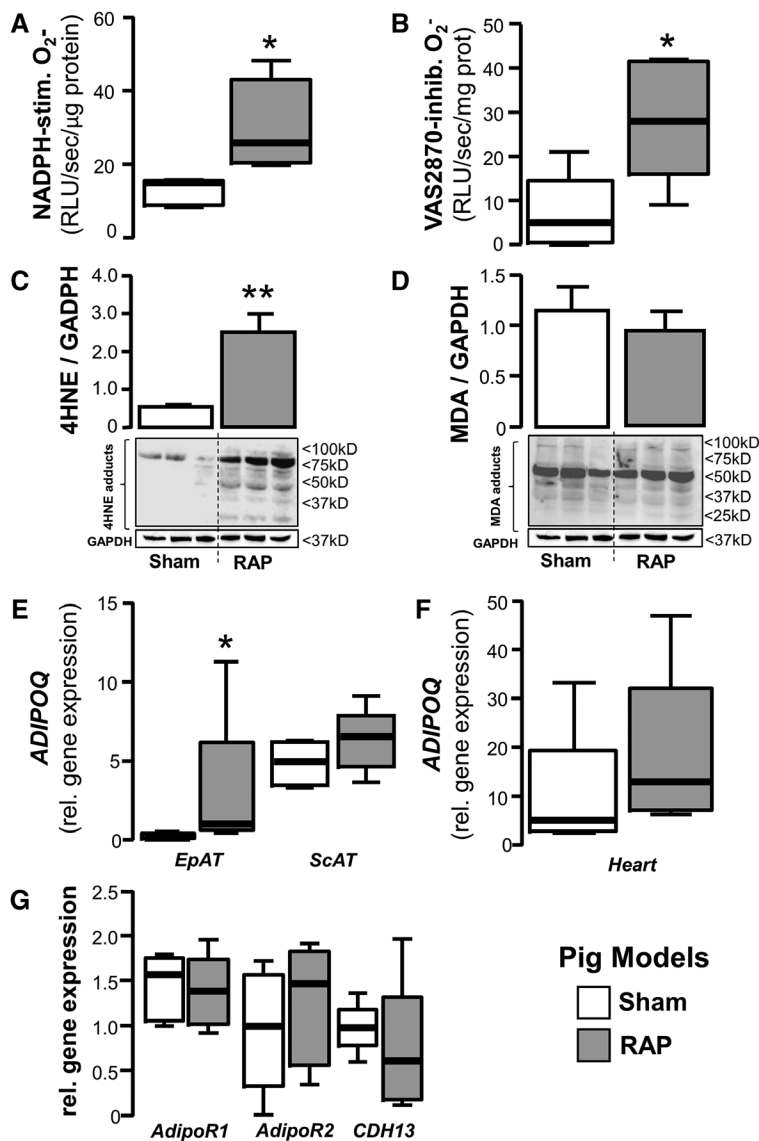 A
NADPH-stim. O2-
(RLU/sec/µg protein)
60
40
20
0
*
B
VAS2870-inhib. O2-
(RLU/sec/mg prot)
50
40
30
20
10
0
*
C
4HNE / GADPH
4.0
3.0
2.0
1.0
0
**
4HNE adducts
<100kD
<75kD
<50kD
<37kD
GAPDH
<37kD
Sham RAP
D
MDA / GAPDH
1.5
1.0
0.5
0
MDA adducts
<100kD
<75kD
<50kD
<37kD
<25kD
GAPDH
<37kD
Sham RAP
E
ADIPOQ
(rel. gene expression)
15
10
5
0
*
EpAT ScAT
F
ADIPOQ
(rel. gene expression)
50
40
30
20
10
0
Heart
G
rel. gene expression
2.5
2.0
1.5
1.0
0.5
0
AdipoR1 AdipoR2 CDH13
Pig Models
Sham
RAP